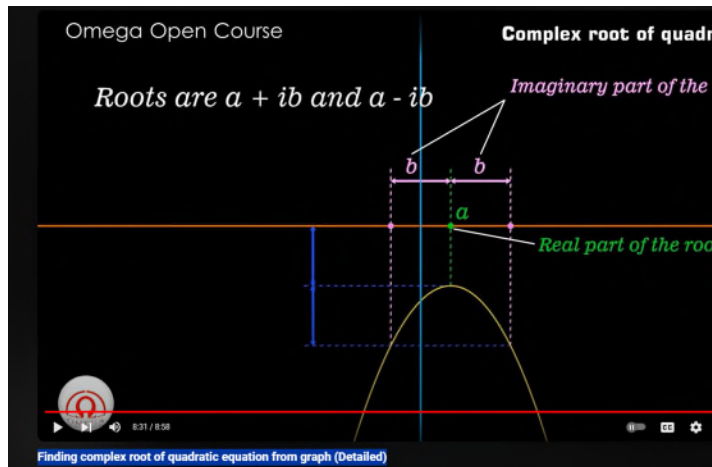 Omega Open Course
Complex root of quadr
Roots are a + ib and a - ib
Imaginary part of the
b b
a
Real part of the roo
8:31 / 8:58
CC
Finding complex root of quadratic equation from graph (Detailed)